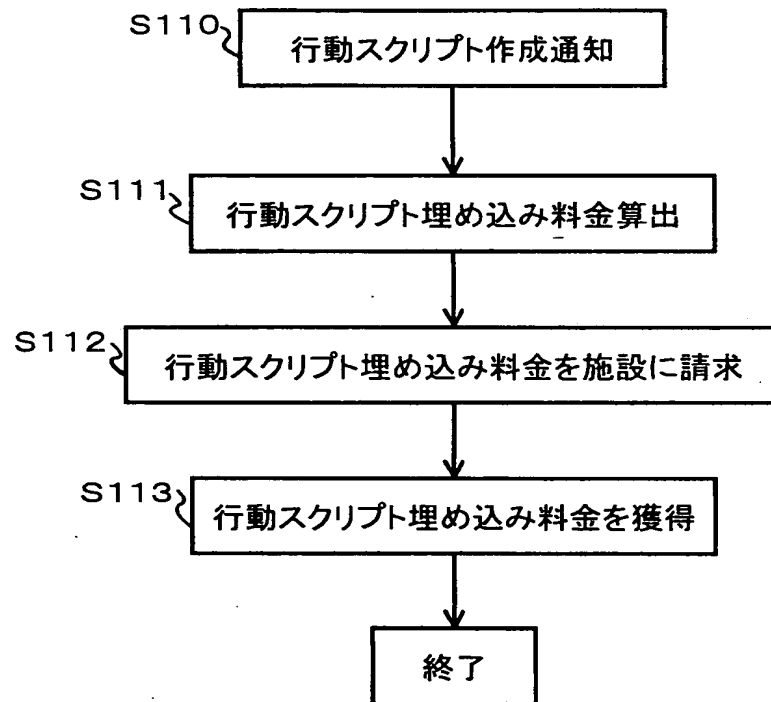 S110
行動スクリプト作成通知
S111
行動スクリプト埋め込み料金算出
S112
行動スクリプト埋め込み料金を施設に請求
S113
行動スクリプト埋め込み料金を獲得
終了